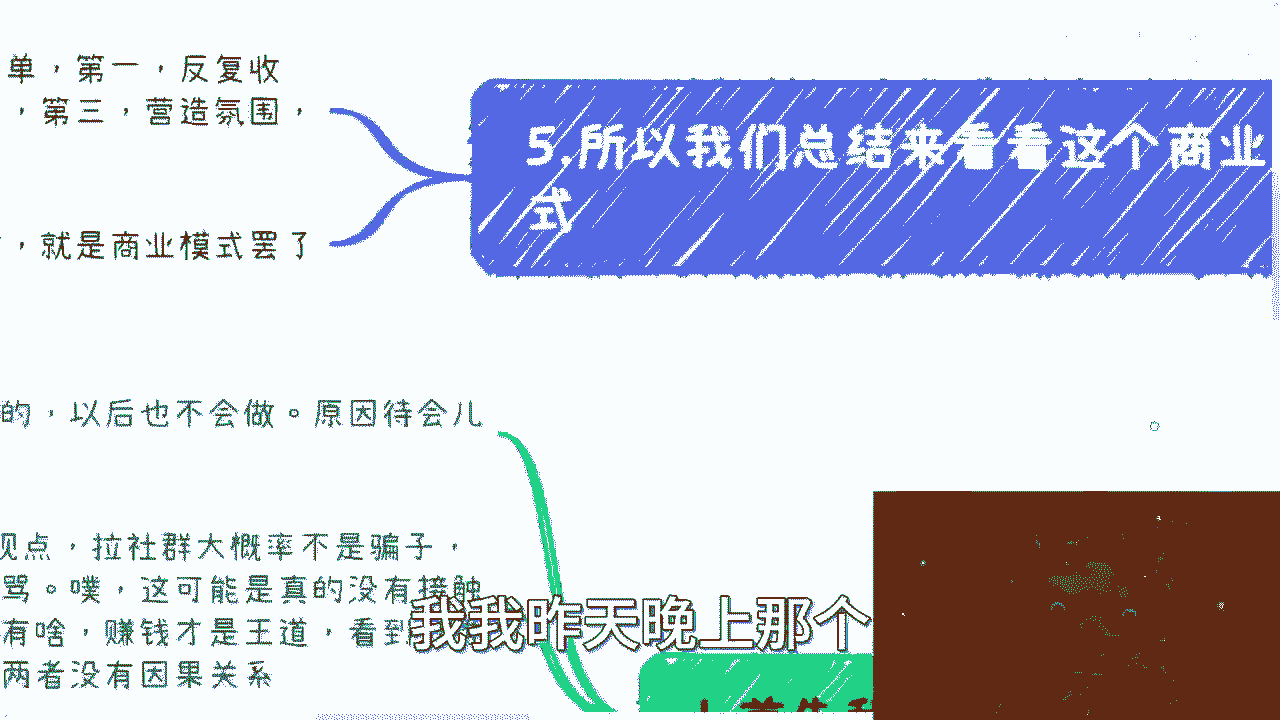 单，第一，反复收
，第三，营造氛围，
，就是商业模式罢了
5.所以我们总结来看看这个商业
式
的，以后也不会做。原因待会儿
观点，拉社群大概率不是骗子，
骂。噗，这可能是真的没有接触
有啥，赚钱才是王道，看到
两者没有因果关系
我我昨天晚上那个